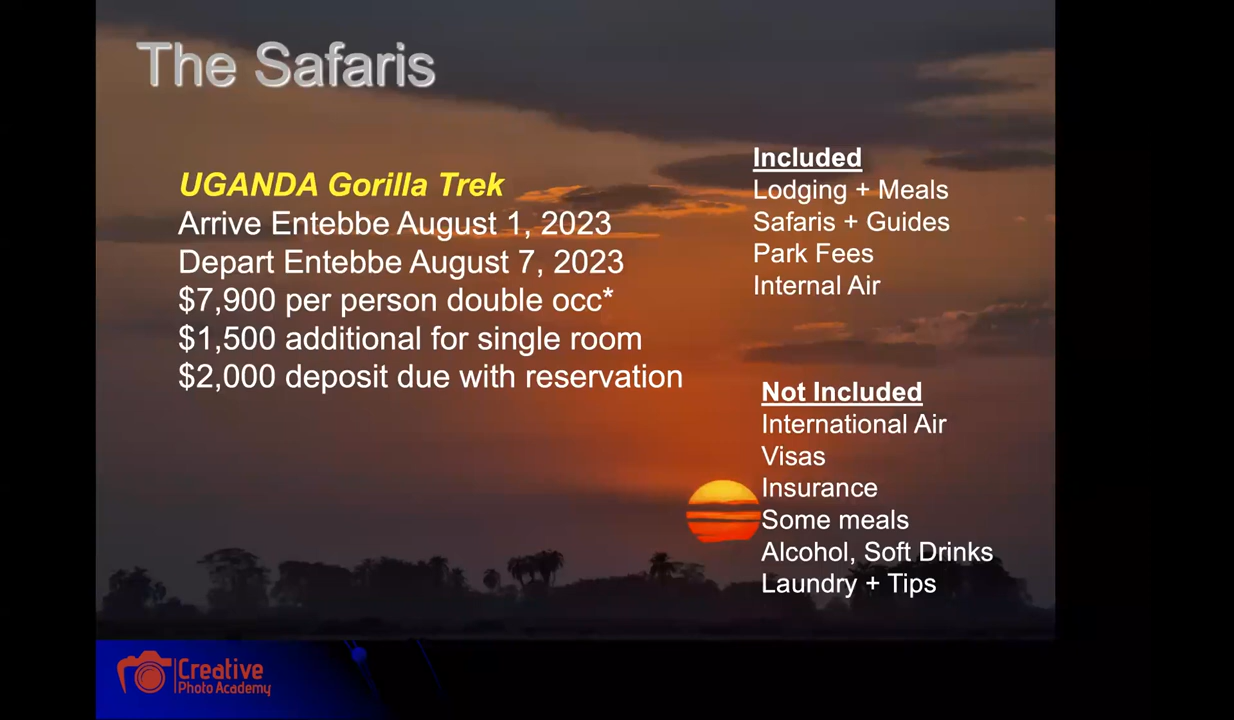 The Safaris
UGANDA Gorilla Trek
Arrive Entebbe August 1, 2023
Depart Entebbe August 7, 2023
$7,900 per person double occ*
$1,500 additional for single room
$2,000 deposit due with reservation
Included
Lodging + Meals
Safaris + Guides
Park Fees
Internal Air
Not Included
International Air
Visas
Insurance
Some meals
Alcohol, Soft Drinks
Laundry + Tips
Creative
Photo Academy